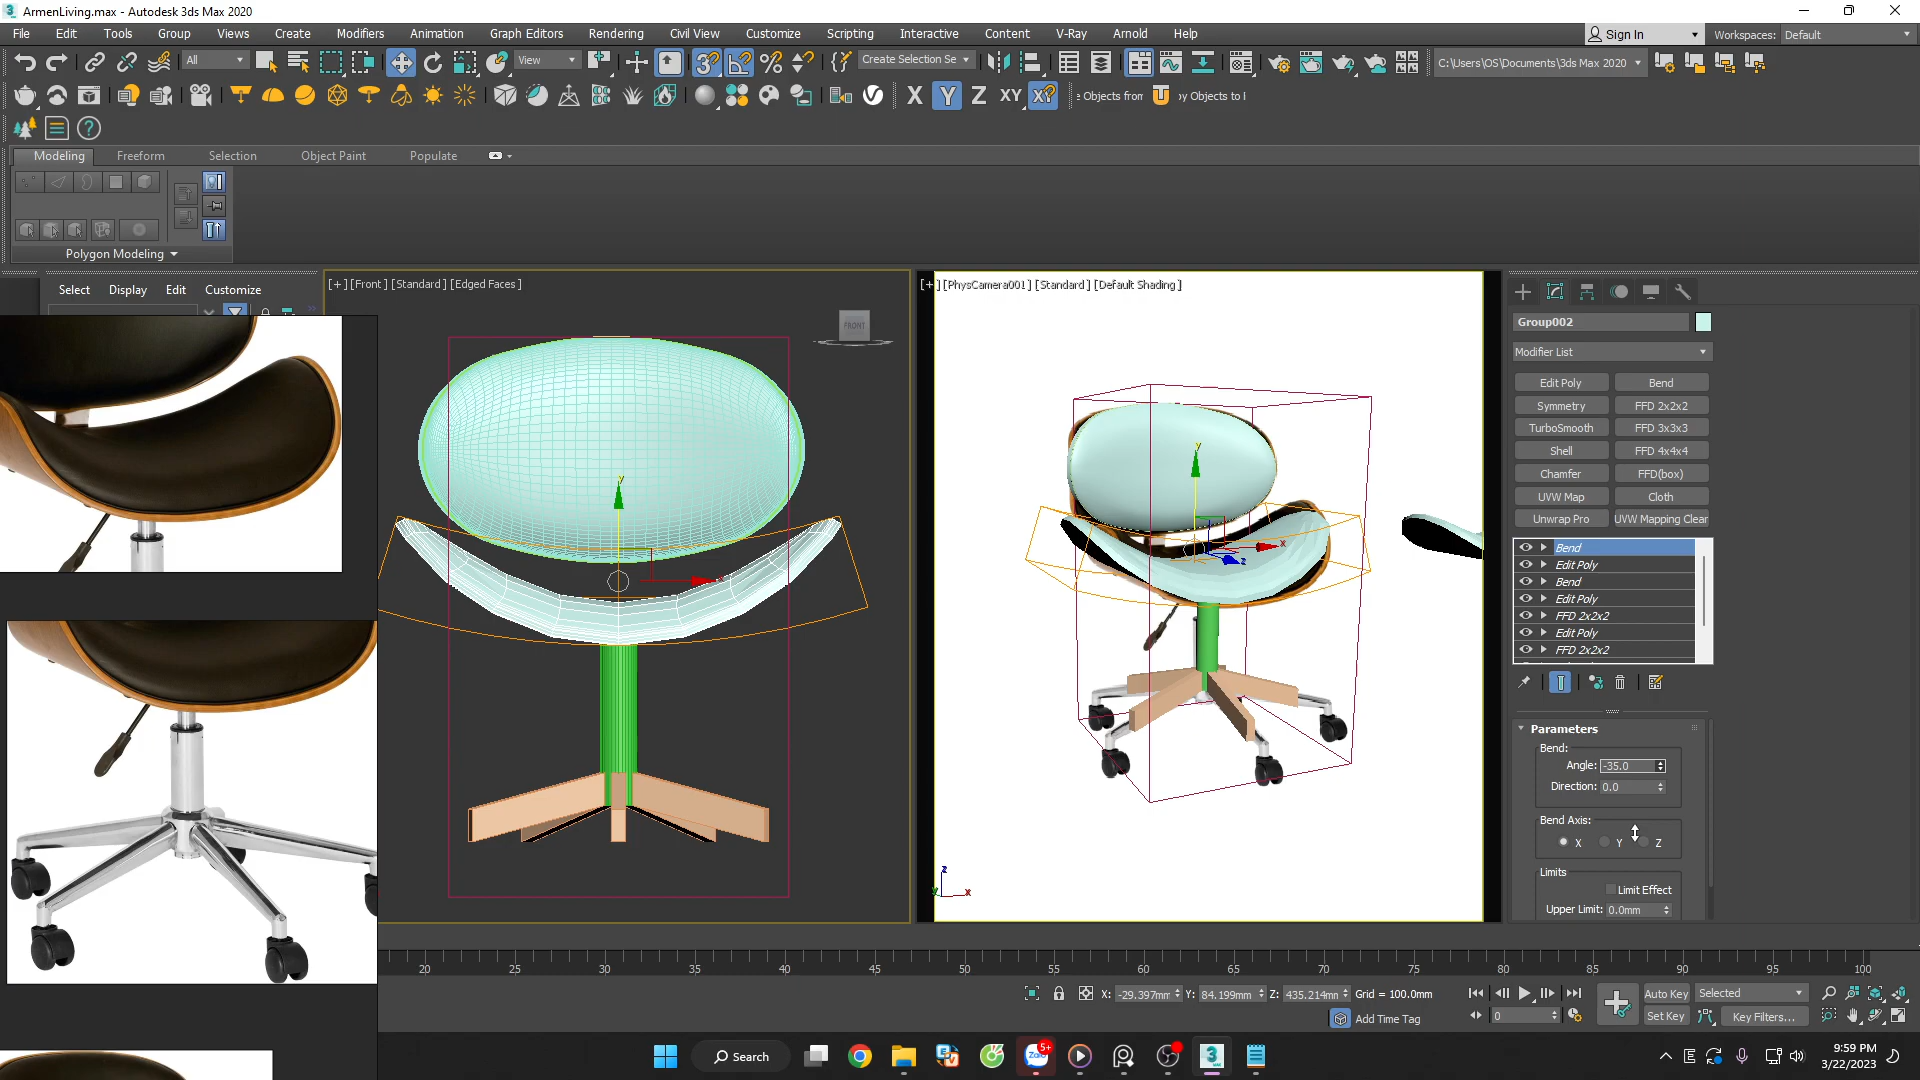 ArmenLiving.max - Autodesk 3ds Max 2020
File Edit Tools Group Views Create Modifiers Animation Graph Editors Rendering Civil View Customize Scripting Interactive Content V-Ray Arnold Help
Sign In
Workspaces: Default
All
View
Create Selection Se
C:\Users\OS\Documents\3ds Max 2020
X Y Z XY XY
e Objects from
oy Objects to l
Modeling Freeform Selection Object Paint Populate
Polygon Modeling
Select Display Edit Customize
[+] [Front ] [Standard ] [Edged Faces ]
FRONT
[+] [PhysCamera001 ] [Standard ] [Default Shading ]
Group002
Modifier List
Edit Poly Bend
Symmetry FFD 2x2x2
TurboSmooth FFD 3x3x3
Shell FFD 4x4x4
Chamfer FFD(box)
UVW Map Cloth
Unwrap Pro UVW Mapping Clear
Bend
Edit Poly
Bend
Edit Poly
FFD 2x2x2
Edit Poly
FFD 2x2x2
Parameters
Bend:
Angle: -35.0
Direction: 0.0
Bend Axis:
X Y Z
Limits
Limit Effect
Upper Limit: 0.0mm
y
x
z
z
y x
20 25 30 35 40 45 50 55 60 65 70 75 80 85 90 95 100
X: -29.397mm Y: 84.199mm Z: 435.214mm Grid = 100.0mm
Add Time Tag
0
Auto Key Selected
Set Key Key Filters...
Search
Zalo
5+
9:59 PM
3/22/2023